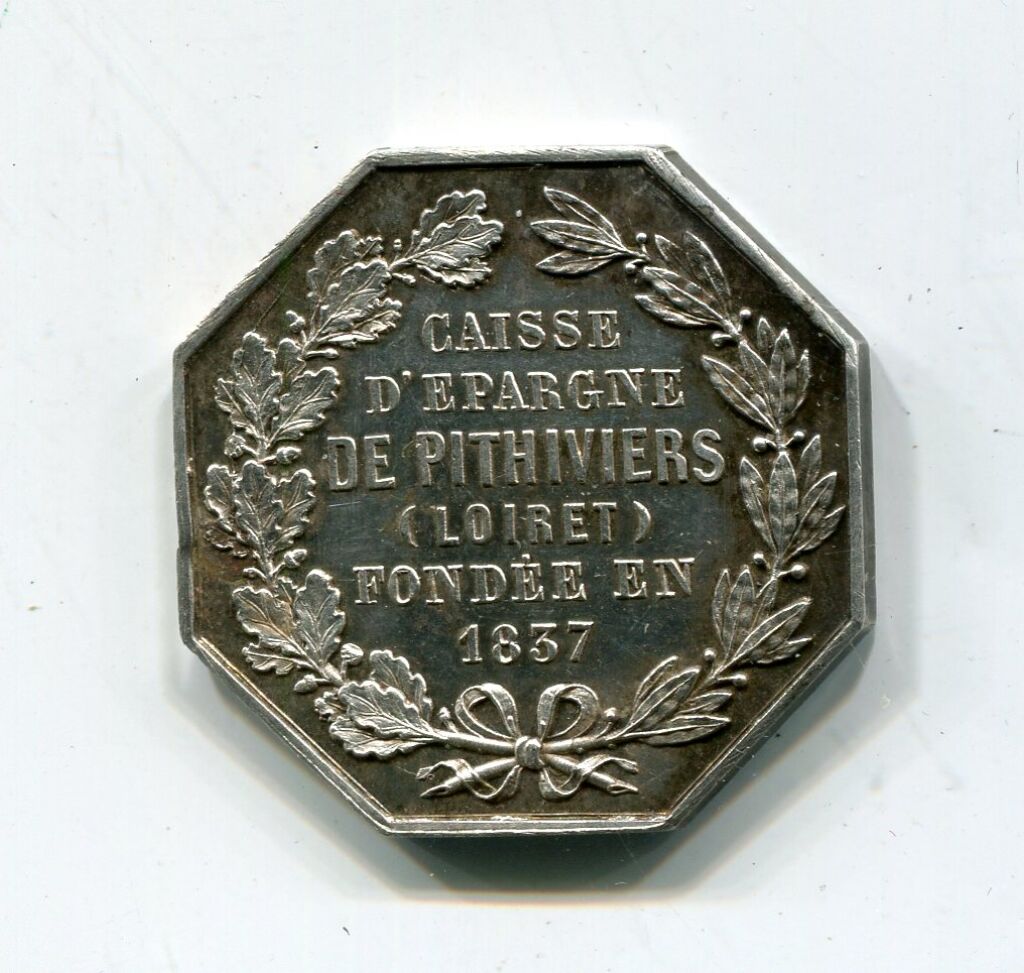 CAISSE
D'EPARGNE
DE PITHIVIERS
(LOIRET)
FONDÉE EN
1837